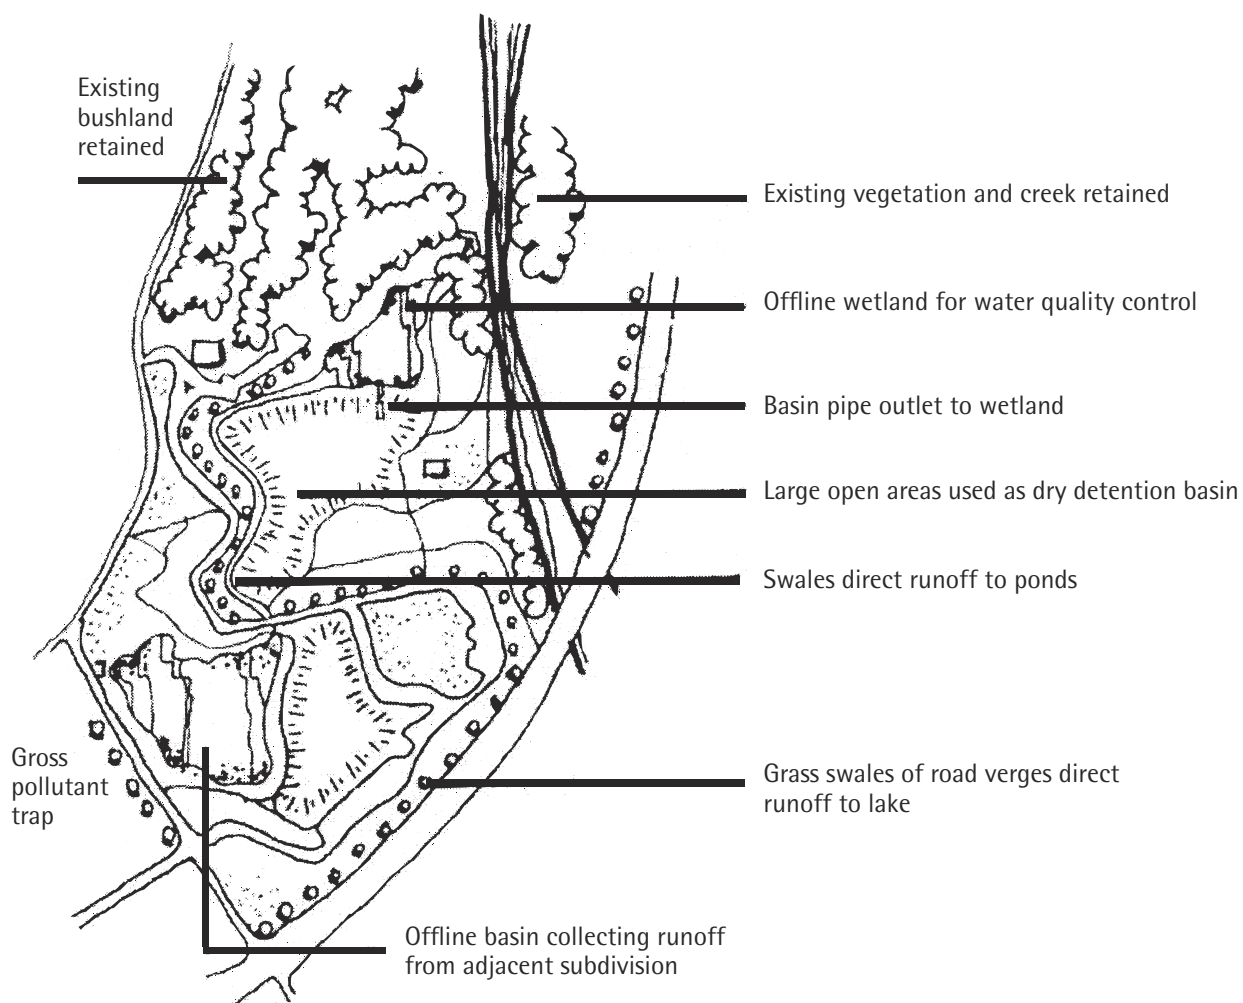 Existing
bushland
retained
Existing vegetation and creek retained
Offline wetland for water quality control
Basin pipe outlet to wetland
Large open areas used as dry detention basin
Swales direct runoff to ponds
Gross
pollutant
trap
Grass swales of road verges direct
runoff to lake
Offline basin collecting runoff
from adjacent subdivision